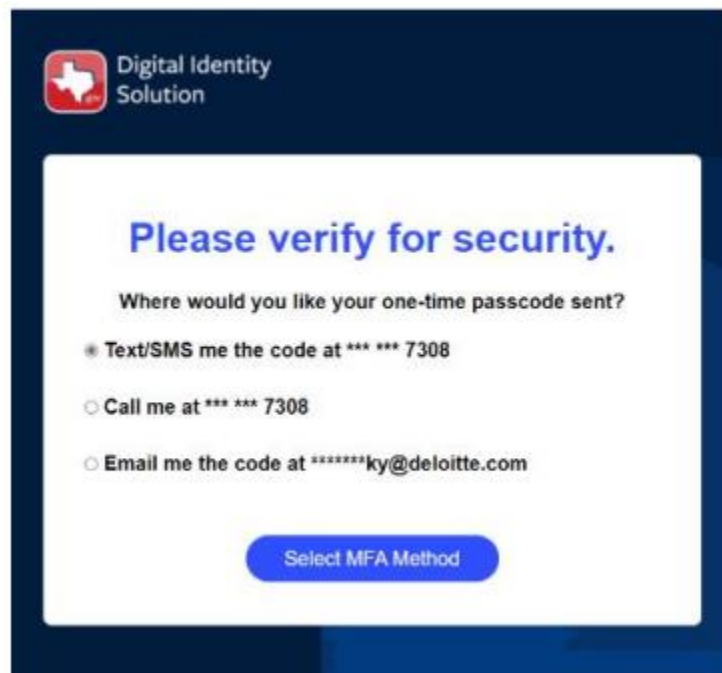 Digital Identity
Solution
Please verify for security.
Where would you like your one-time passcode sent?
Text/SMS me the code at *** *** 7308
Call me at *** *** 7308
Email me the code at *******ky@deloitte.com
Select MFA Method